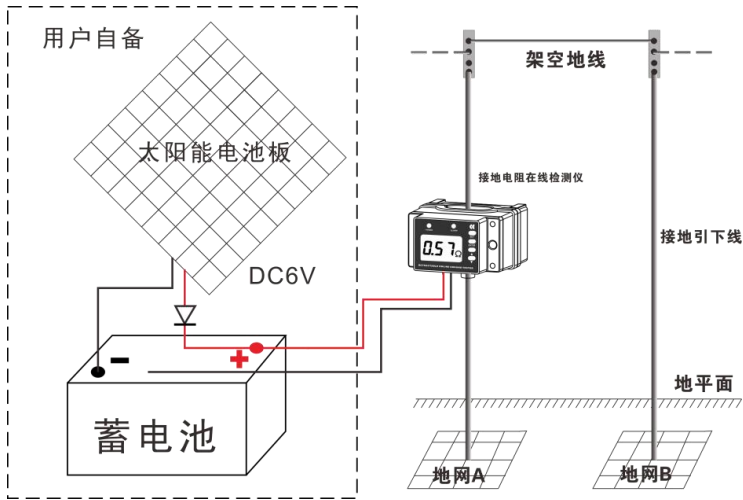 用户自备
太阳能电池板
DC6V
蓄电池
架空地线
接地电阻在线检测仪
0.57Ω
接地引下线
地平面
地网A
地网B